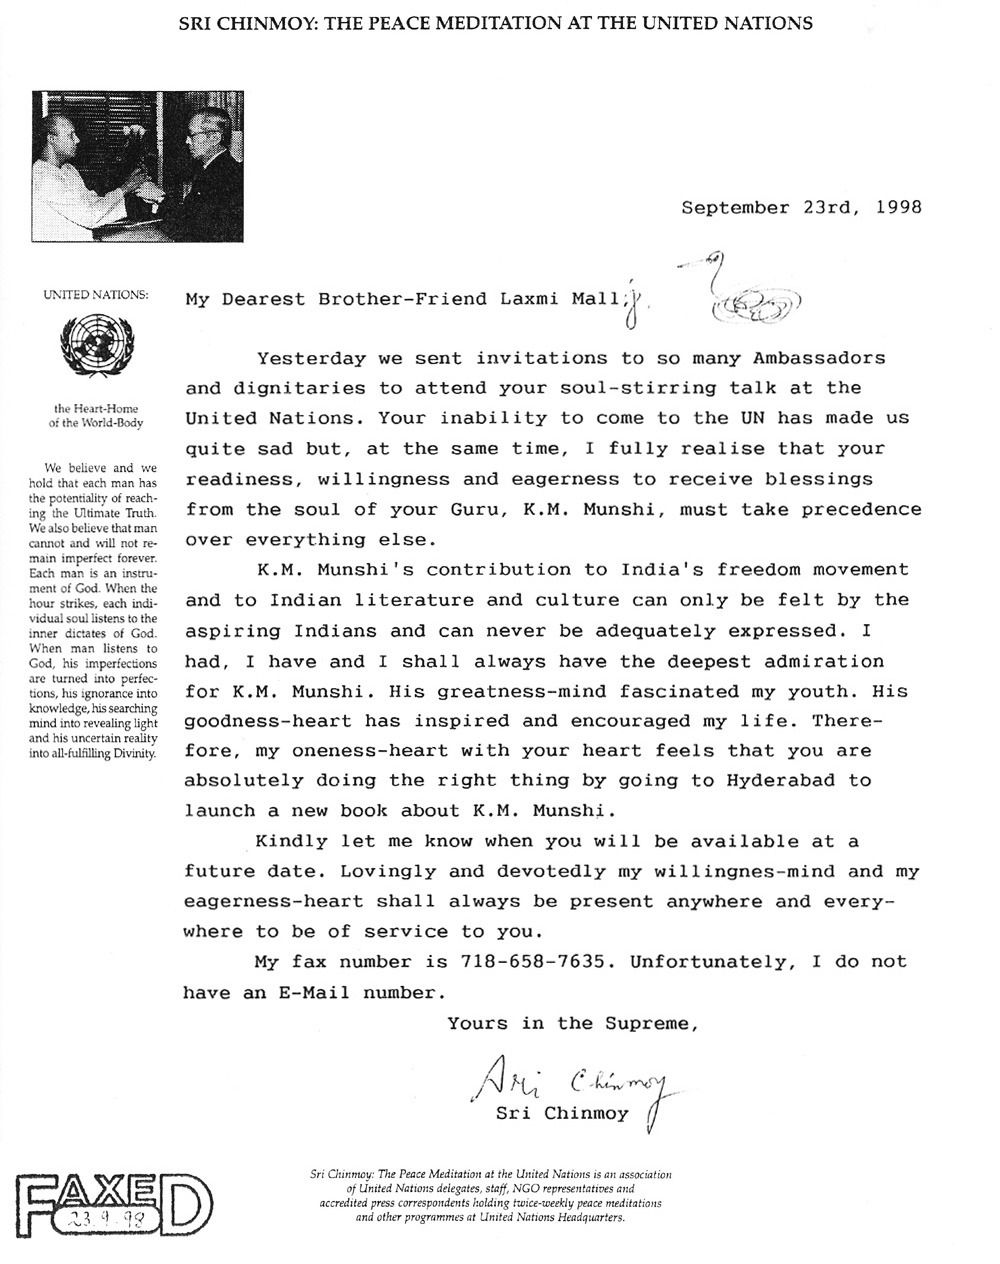 SRI CHINMOY: THE PEACE MEDITATION AT THE UNITED NATIONS
September 23rd, 1998
UNITED NATIONS:
the Heart-Home
of the World-Body
We believe and we
hold that each man has
the potentiality of reach-
ing the Ultimate Truth.
We also believe that man
cannot and will not re-
main imperfect forever.
Each man is an instru-
ment of God. When the
hour strikes, each indi-
vidual soul listens to the
inner dictates of God.
When man listens to
God, his imperfections
are turned into perfec-
tions, his ignorance into
knowledge, his searching
mind into revealing light
and his uncertain reality
into all-fulfilling Divinity.
My Dearest Brother-Friend Laxmi Mallji,
Yesterday we sent invitations to so many Ambassadors
and dignitaries to attend your soul-stirring talk at the
United Nations. Your inability to come to the UN has made us
quite sad but, at the same time, I fully realise that your
readiness, willingness and eagerness to receive blessings
from the soul of your Guru, K.M. Munshi, must take precedence
over everything else.
K.M. Munshi's contribution to India's freedom movement
and to Indian literature and culture can only be felt by the
aspiring Indians and can never be adequately expressed. I
had, I have and I shall always have the deepest admiration
for K.M. Munshi. His greatness-mind fascinated my youth. His
goodness-heart has inspired and encouraged my life. There-
fore, my oneness-heart with your heart feels that you are
absolutely doing the right thing by going to Hyderabad to
launch a new book about K.M. Munshi.
Kindly let me know when you will be available at a
future date. Lovingly and devotedly my willingnes-mind and my
eagerness-heart shall always be present anywhere and every-
where to be of service to you.
My fax number is 718-658-7635. Unfortunately, I do not
have an E-Mail number.
Yours in the Supreme,
Sri Chinmoy
Sri Chinmoy
FAXED
23.9.98
Sri Chinmoy: The Peace Meditation at the United Nations is an association
of United Nations delegates, staff, NGO representatives and
accredited press correspondents holding twice-weekly peace meditations
and other programmes at United Nations Headquarters.